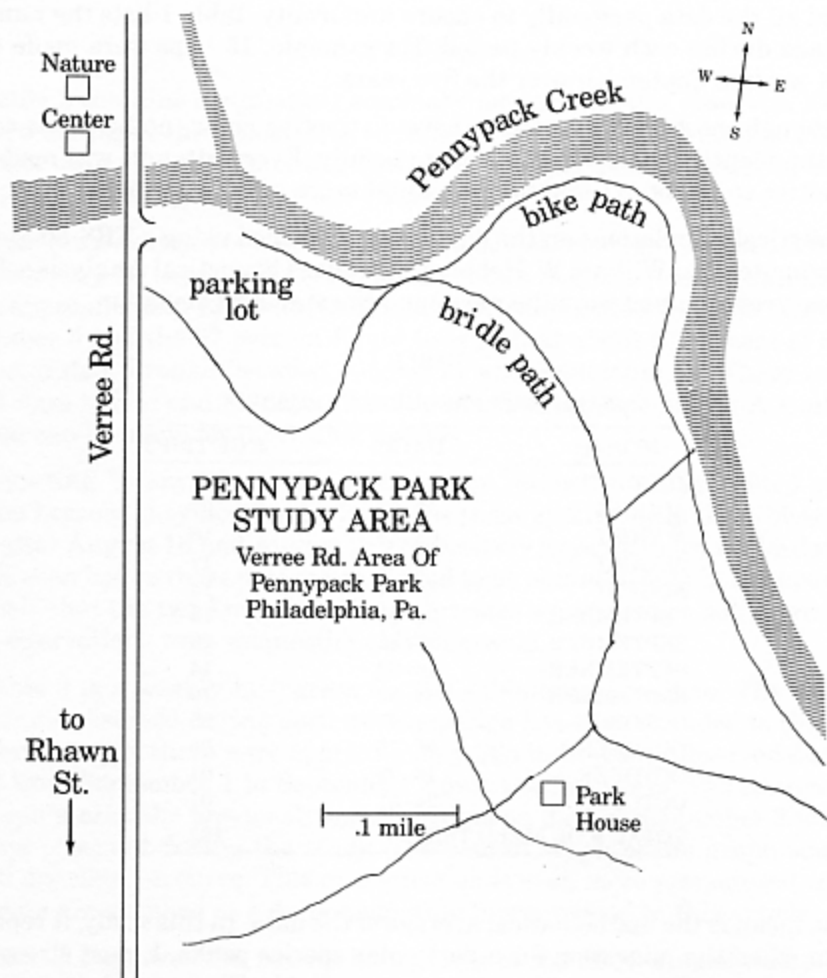 N
W E
S
Nature
Center
Pennypack Creek
bike path
parking
lot
bridle path
Verree Rd.
PENNYPACK PARK
STUDY AREA
Verree Rd. Area Of
Pennypack Park
Philadelphia, Pa.
to
Rhawn
St.
.1 mile
Park
House